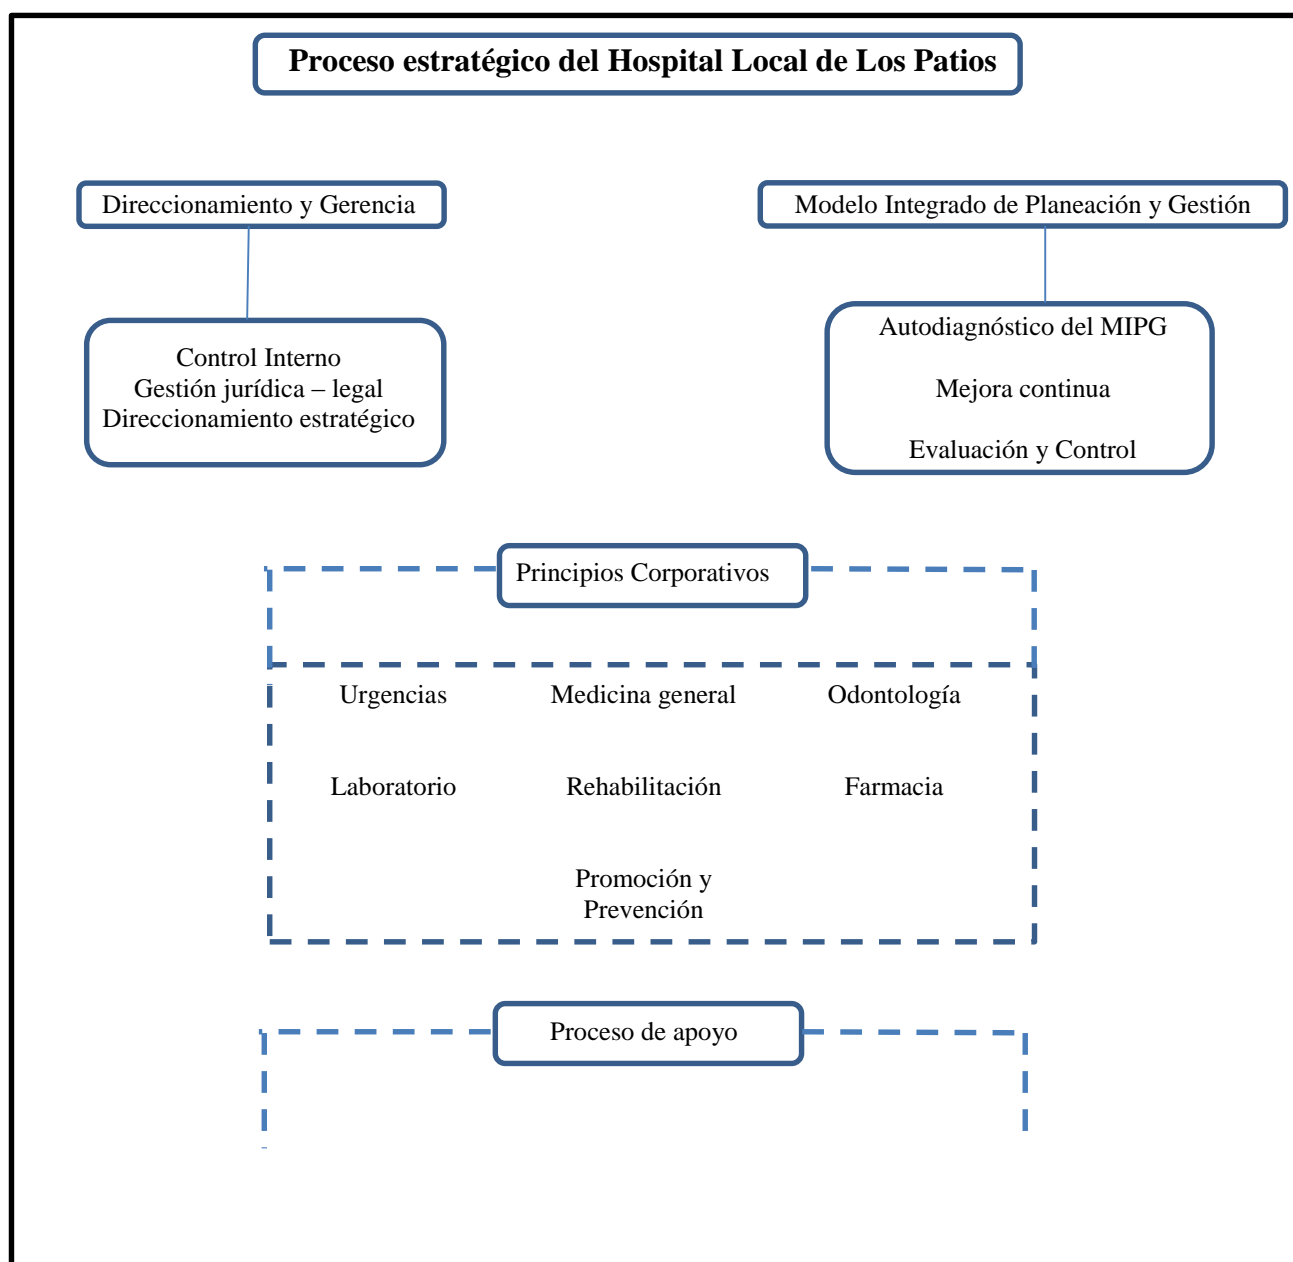 Proceso estratégico del Hospital Local de Los Patios
Direccionamiento y Gerencia
Modelo Integrado de Planeación y Gestión
Control Interno
Gestión jurídica – legal
Direccionamiento estratégico
Autodiagnóstico del MIPG
Mejora continua
Evaluación y Control
Principios Corporativos
Urgencias
Medicina general
Odontología
Laboratorio
Rehabilitación
Farmacia
Promoción y
Prevención
Proceso de apoyo